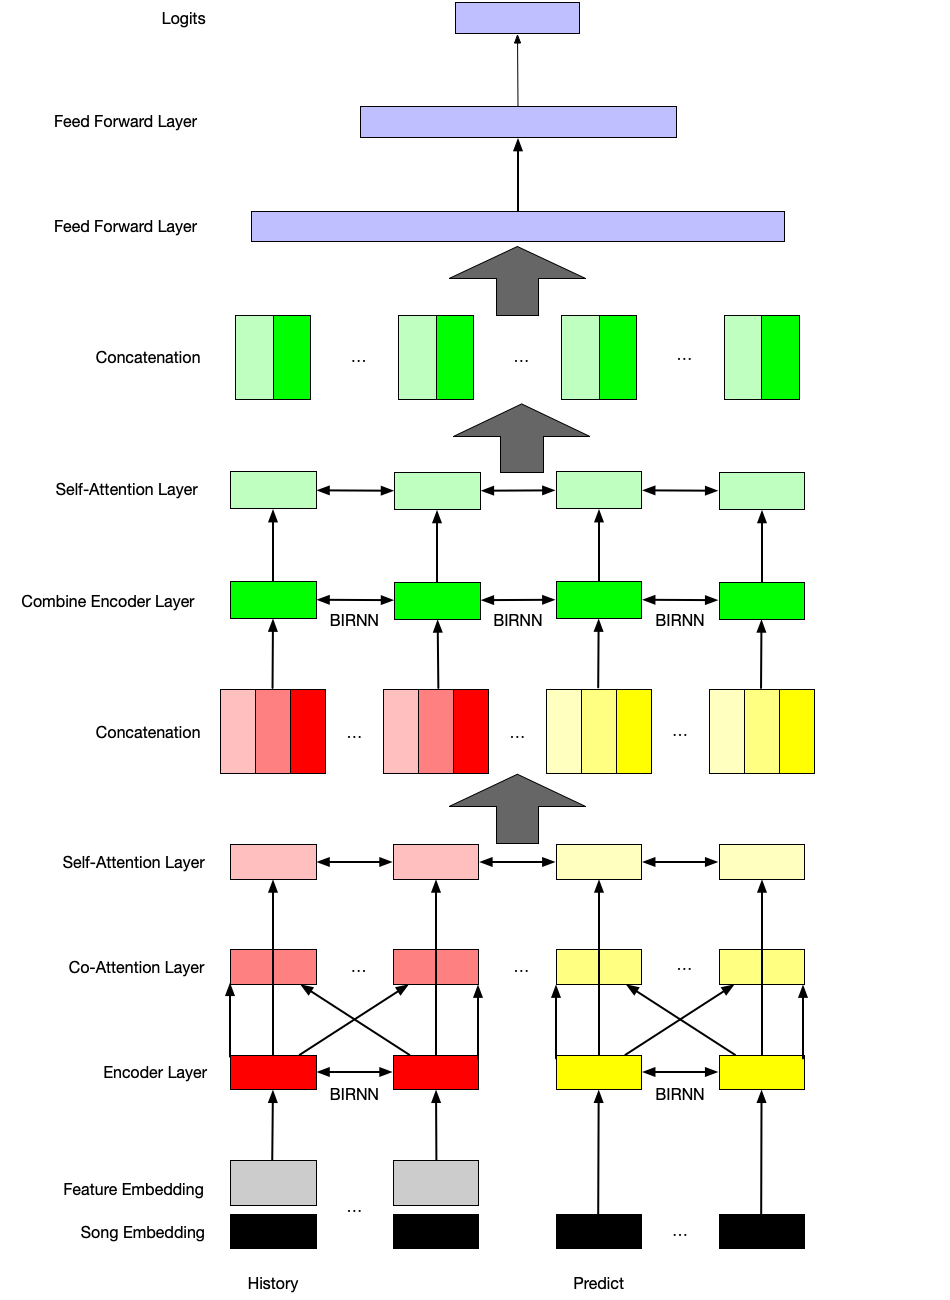 Logits
Feed Forward Layer
Feed Forward Layer
Concatenation
... ... ...
Self-Attention Layer
Combine Encoder Layer
BIRNN BIRNN BIRNN
Concatenation
... ... ...
Self-Attention Layer
Co-Attention Layer
... ... ...
Encoder Layer
BIRNN BIRNN
Feature Embedding
...
Song Embedding
...
History Predict